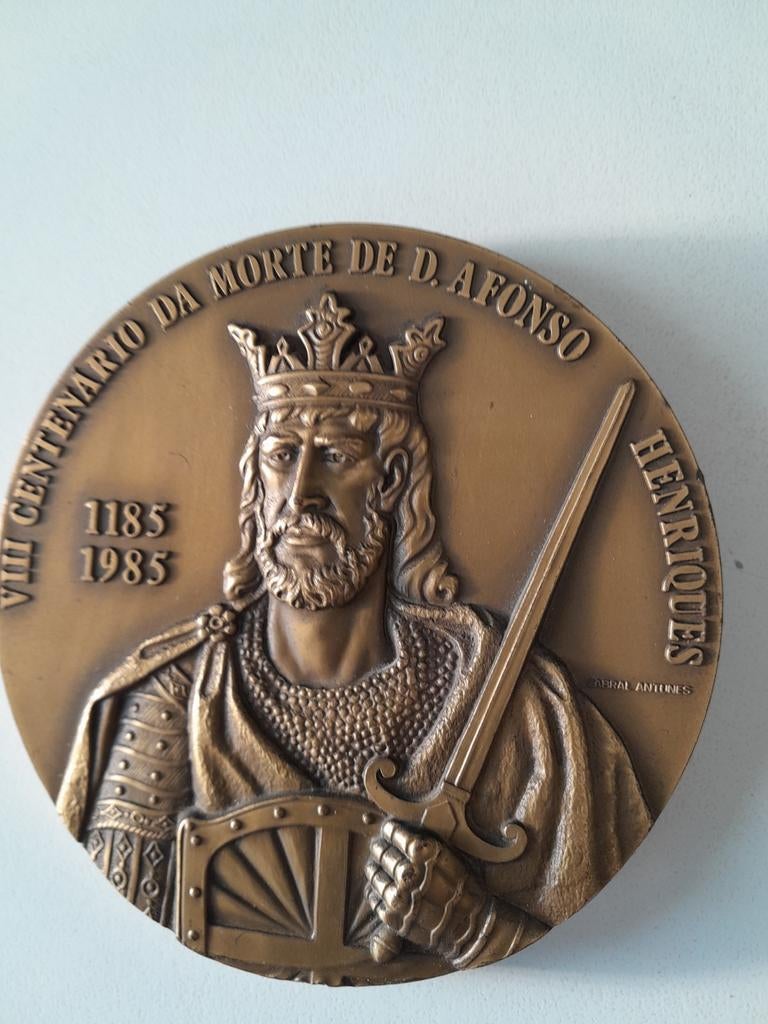 VIII CENTENARIO DA MORTE DE D. AFONSO HENRIQUES
1185
1985
CABRAL ANTUNES